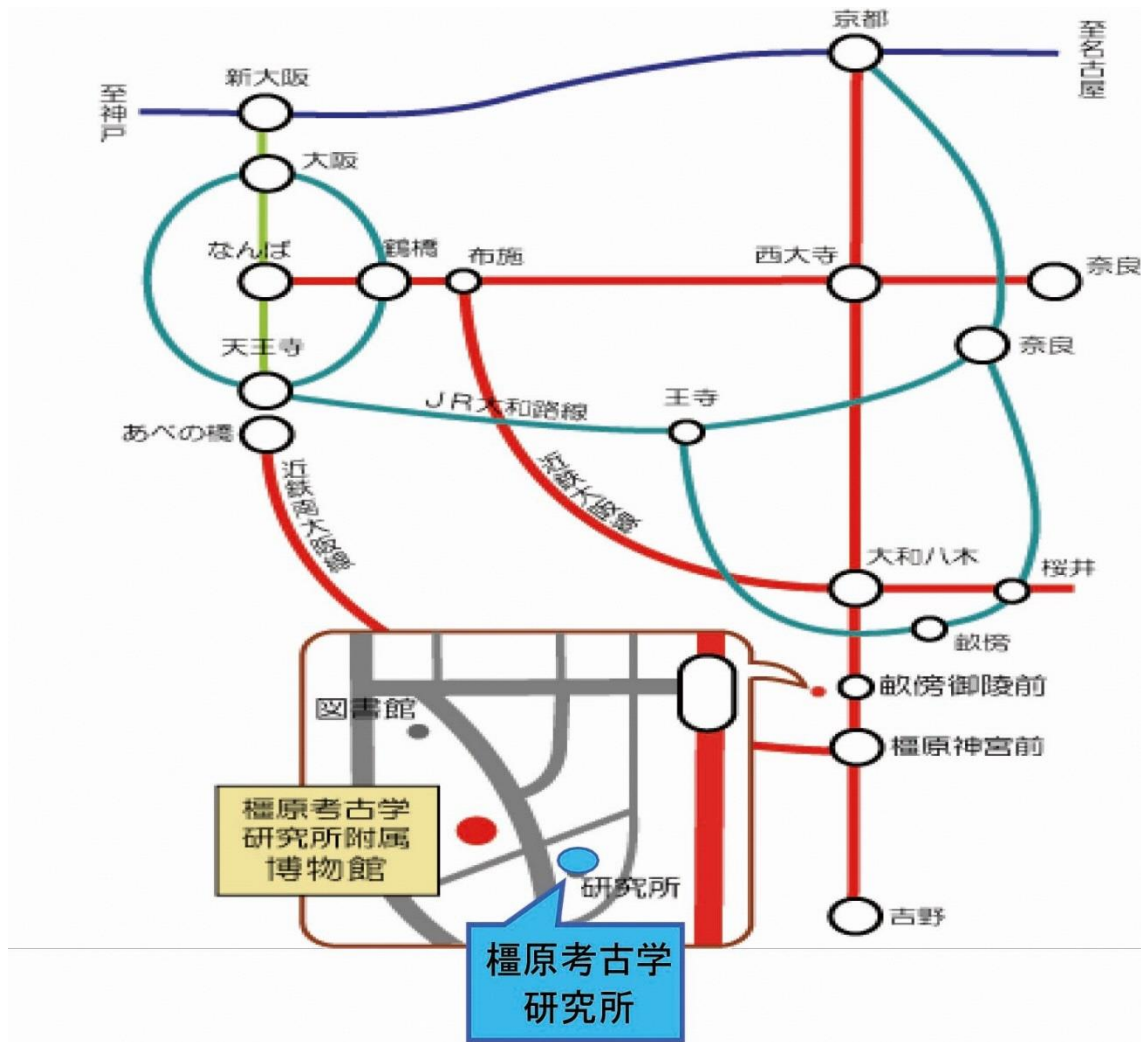 京都
至名古屋
新大阪
至神戸
大阪
なんば
鶴橋
布施
西大寺
奈良
天王寺
奈良
王寺
JR大和路線
あべの橋
近鉄南大阪線
近鉄大阪線
大和八木
桜井
畝傍
畝傍御陵前
図書館
橿原神宮前
橿原考古学
研究所附属
博物館
研究所
吉野
橿原考古学
研究所